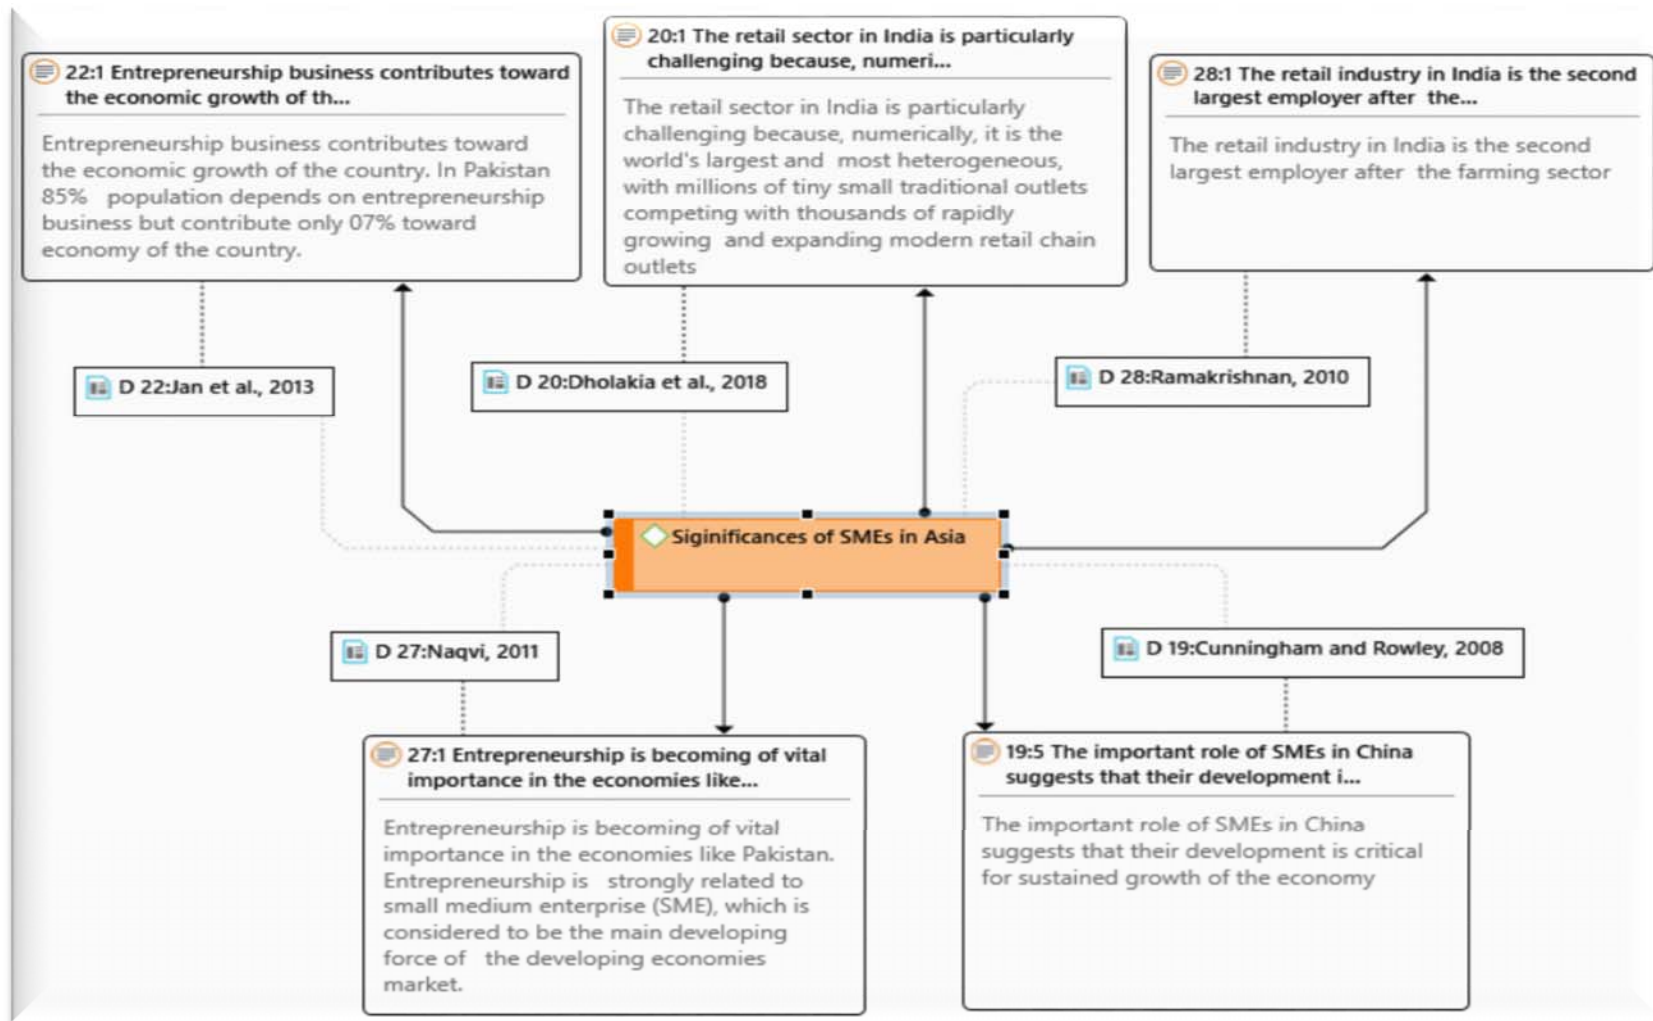 22:1 Entrepreneurship business contributes toward
the economic growth of th...
Entrepreneurship business contributes toward
the economic growth of the country. In Pakistan
85% population depends on entrepreneurship
business but contribute only 07% toward
economy of the country.
20:1 The retail sector in India is particularly
challenging because, numeri...
The retail sector in India is particularly
challenging because, numerically, it is the
world's largest and most heterogeneous,
with millions of tiny small traditional outlets
competing with thousands of rapidly
growing and expanding modern retail chain
outlets
28:1 The retail industry in India is the second
largest employer after the...
The retail industry in India is the second
largest employer after the farming sector
D 22:Jan et al., 2013
D 20:Dholakia et al., 2018
D 28:Ramakrishnan, 2010
Siginificances of SMEs in Asia
D 27:Naqvi, 2011
D 19:Cunningham and Rowley, 2008
27:1 Entrepreneurship is becoming of vital
importance in the economies like...
Entrepreneurship is becoming of vital
importance in the economies like Pakistan.
Entrepreneurship is strongly related to
small medium enterprise (SME), which is
considered to be the main developing
force of the developing economies
market.
19:5 The important role of SMEs in China
suggests that their development i...
The important role of SMEs in China
suggests that their development is critical
for sustained growth of the economy